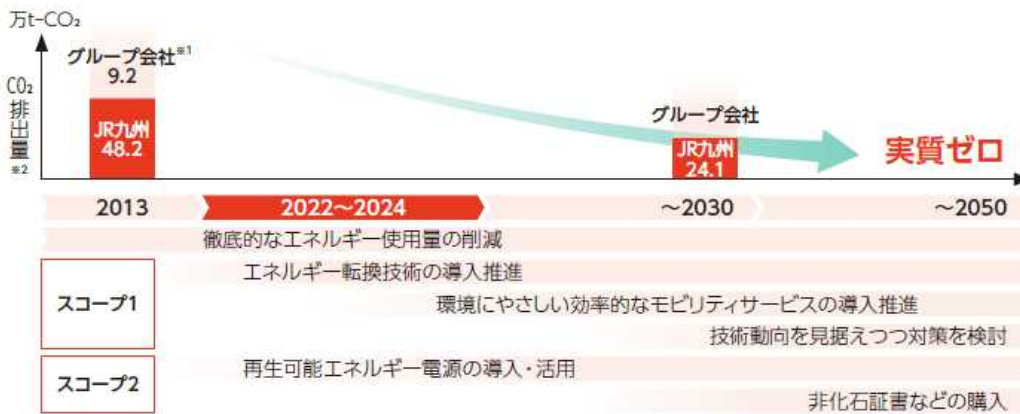 万t-CO₂
グループ会社※1
9.2
CO₂排出量※2
JR九州
48.2
グループ会社
JR九州
24.1
実質ゼロ
2013
2022～2024
～2030
～2050
徹底的なエネルギー使用量の削減
スコープ1
エネルギー転換技術の導入推進
環境にやさしい効率的なモビリティサービスの導入推進
技術動向を見据えつつ対策を検討
スコープ2
再生可能エネルギー電源の導入・活用
非化石証書などの購入